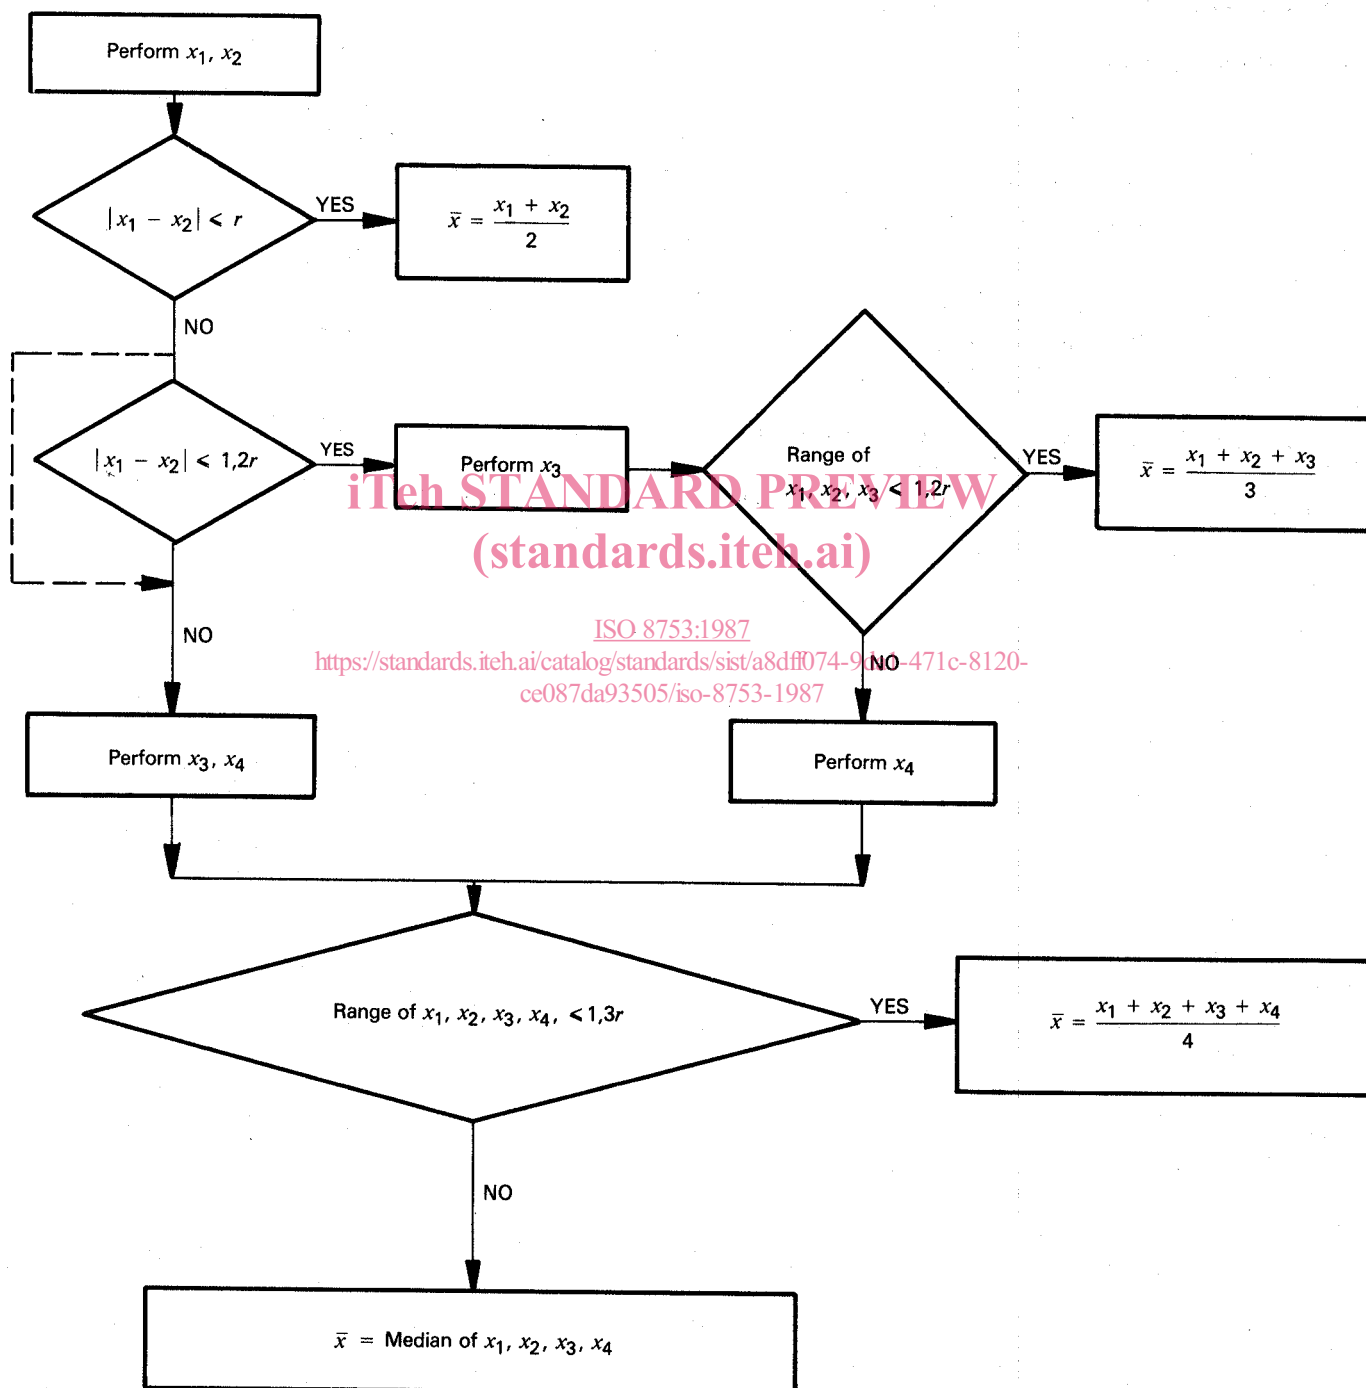 Perform x₁, x₂
|x₁ − x₂| ⩽ r
YES
x̄ = (x₁ + x₂) / 2
NO
|x₁ − x₂| ⩽ 1,2r
YES
Perform x₃
Range of
x₁, x₂, x₃ ⩽ 1,2r
YES
x̄ = (x₁ + x₂ + x₃) / 3
iTeh STANDARD PREVIEW
(standards.iteh.ai)
ISO 8753:1987
https://standards.iteh.ai/catalog/standards/sist/a8dff074-471c-8120-
ce087da93505/iso-8753-1987
NO
NO
Perform x₃, x₄
Perform x₄
Range of x₁, x₂, x₃, x₄, ⩽ 1,3r
YES
x̄ = (x₁ + x₂ + x₃ + x₄) / 4
NO
x̄ = Median of x₁, x₂, x₃, x₄